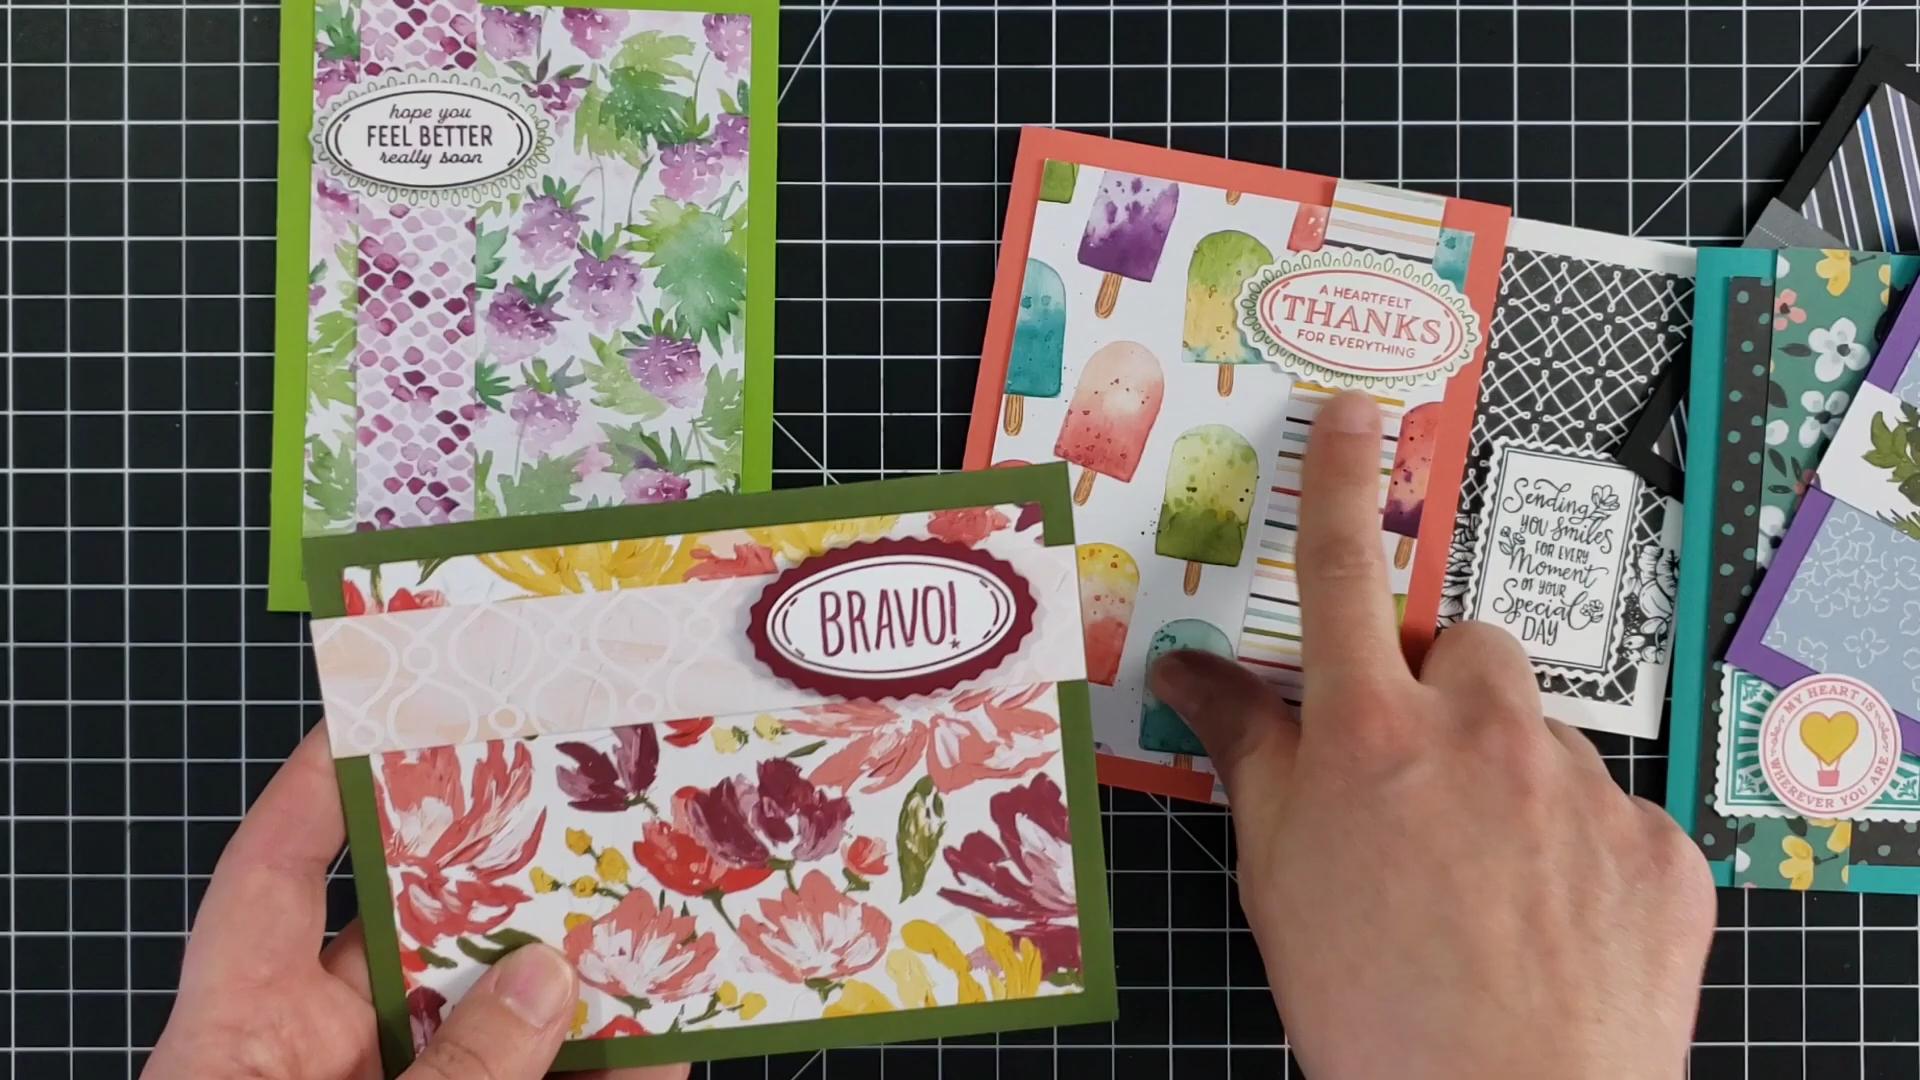 hope you
FEEL BETTER
really soon
A HEARTFELT
THANKS
FOR EVERYTHING
BRAVO!
Sending
you smiles
FOR EVERY
Moment
OF YOUR
Special
DAY
MY HEART IS
WHEREVER YOU ARE